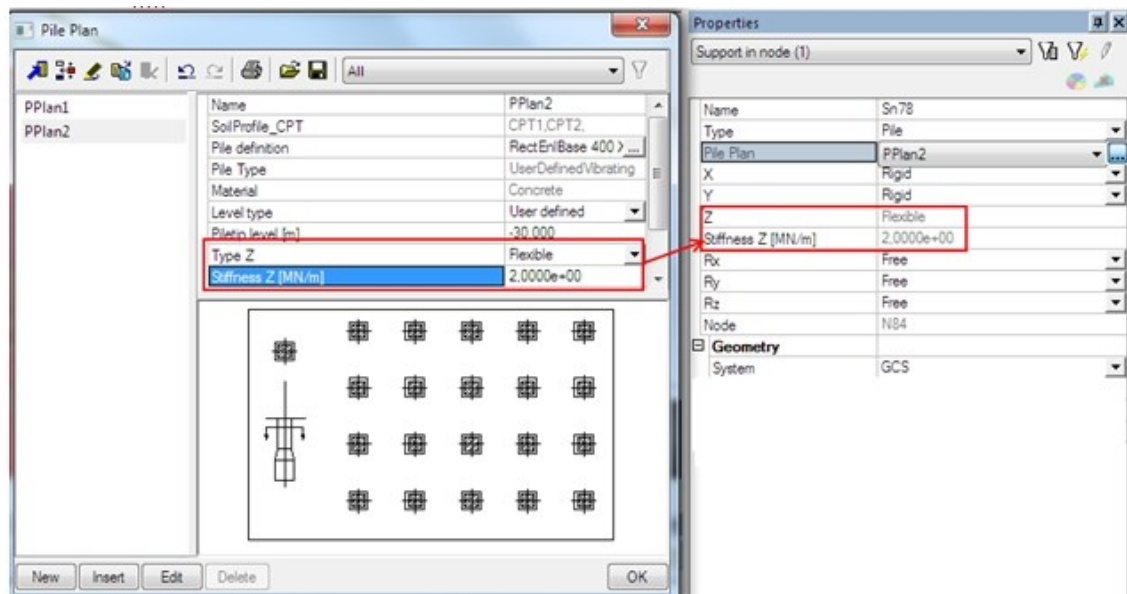 Pile Plan
All
PPlan1
PPlan2
Name PPlan2
SoilProfile_CPT CPT1,CPT2,
Pile definition RectEnlBase 400 X ...
Pile Type UserDefinedVibrating
Material Concrete
Level type User defined
Piletip level [m] -30.000
Type Z Flexible
Stiffness Z [MN/m] 2.0000e+00
New Insert Edit Delete OK
Properties
Support in node (1)
Name Sn78
Type Pile
Pile Plan PPlan2 ...
X Rigid
Y Rigid
Z Flexible
Stiffness Z [MN/m] 2.0000e+00
Rx Free
Ry Free
Rz Free
Node N84
Geometry
System GCS